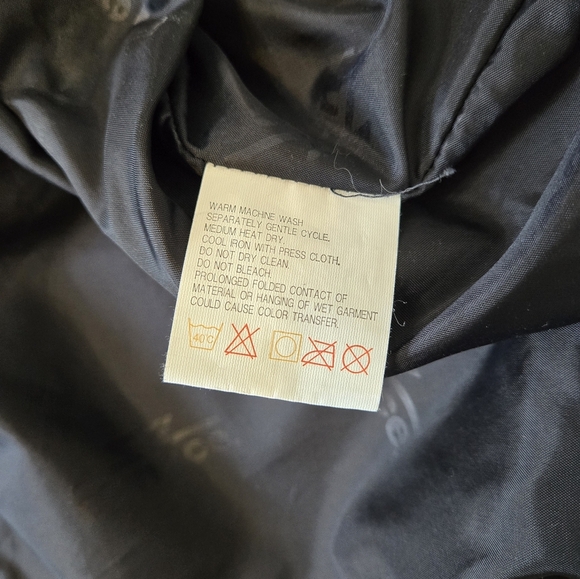 WARM MACHINE WASH
SEPARATELY GENTLE CYCLE.
MEDIUM HEAT DRY.
COOL IRON WITH PRESS CLOTH.
DO NOT DRY CLEAN.
DO NOT BLEACH
PROLONGED FOLDED CONTACT OF
MATERIAL OR HANGING OF WET GARMENT
COULD CAUSE COLOR TRANSFER.
40°C